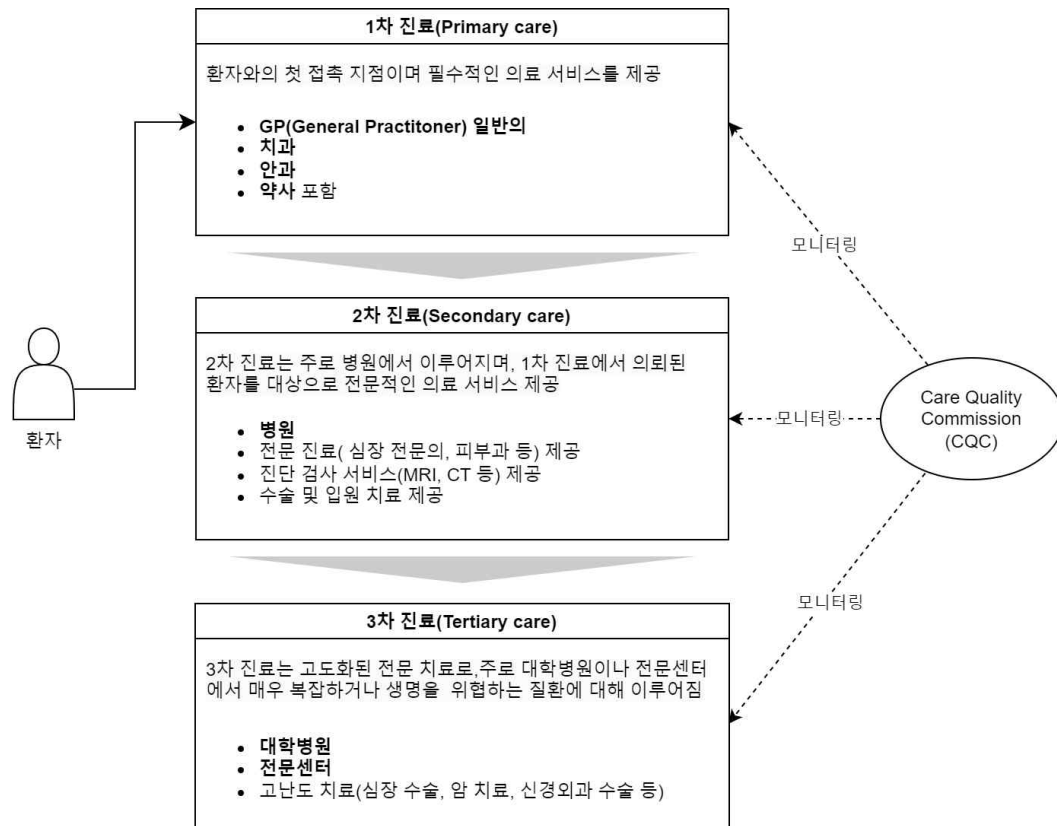 1차 진료(Primary care)
환자와의 첫 접촉 지점이며 필수적인 의료 서비스를 제공
• GP(General Practitoner) 일반의
• 치과
• 안과
• 약사 포함
모니터링
2차 진료(Secondary care)
2차 진료는 주로 병원에서 이루어지며, 1차 진료에서 의뢰된
환자를 대상으로 전문적인 의료 서비스 제공
• 병원
• 전문 진료( 심장 전문의, 피부과 등) 제공
• 진단 검사 서비스(MRI, CT 등) 제공
• 수술 및 입원 치료 제공
환자
모니터링
Care Quality
Commission
(CQC)
모니터링
3차 진료(Tertiary care)
3차 진료는 고도화된 전문 치료로,주로 대학병원이나 전문센터
에서 매우 복잡하거나 생명을 위협하는 질환에 대해 이루어짐
• 대학병원
• 전문센터
• 고난도 치료(심장 수술, 암 치료, 신경외과 수술 등)